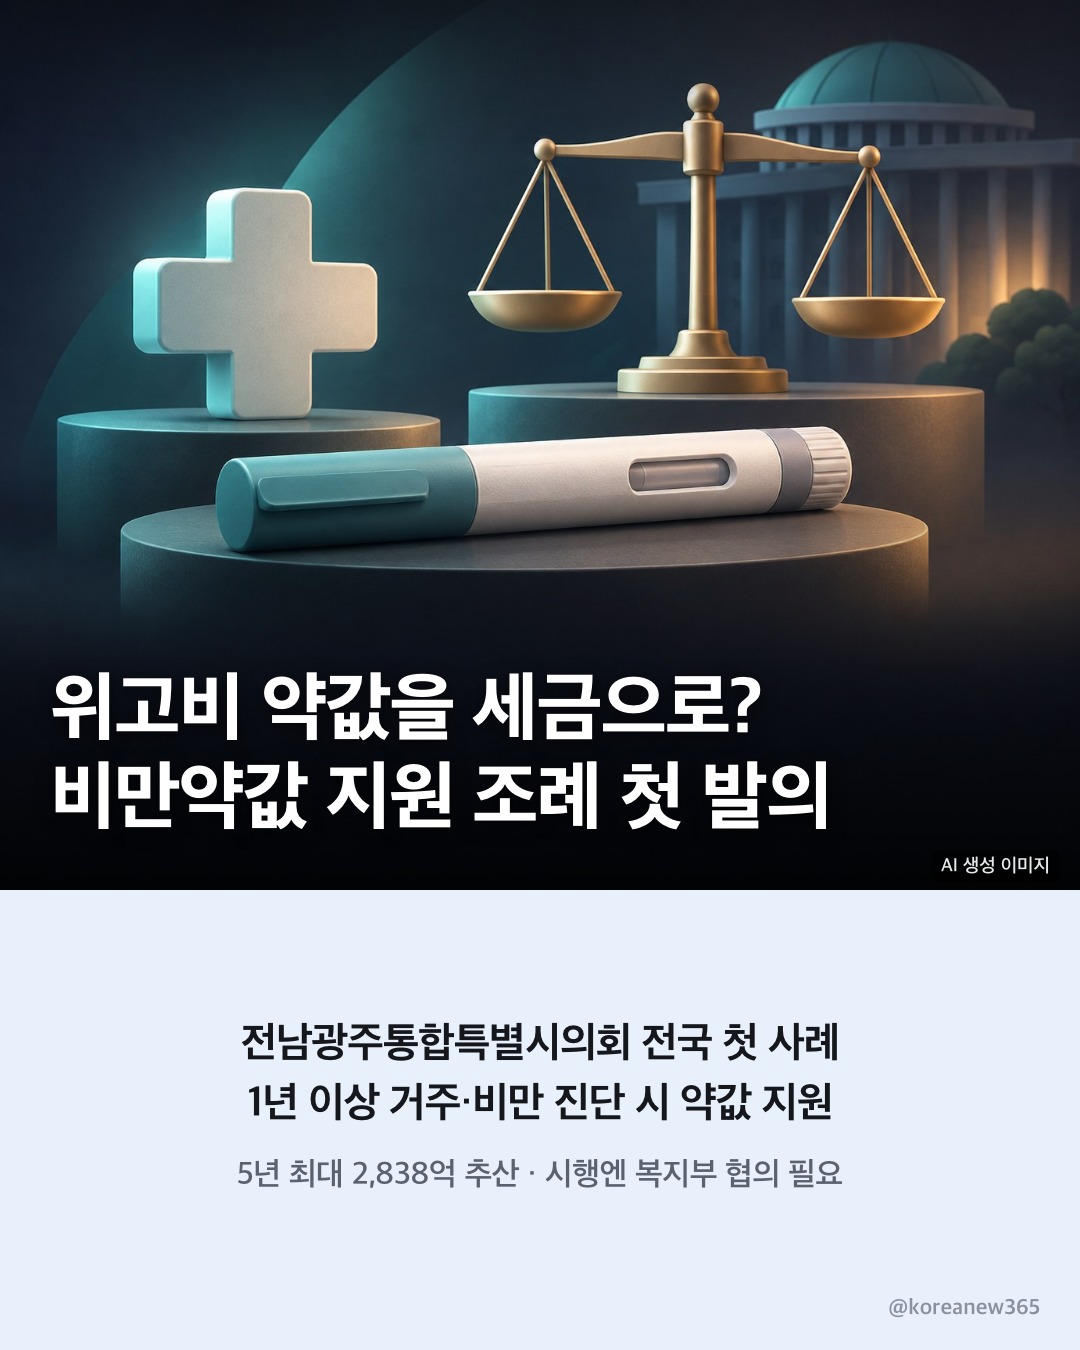 위고비 약값을 세금으로?
비만약값 지원 조례 첫 발의
AI 생성 이미지
전남광주통합특별시의회 전국 첫 사례
1년 이상 거주·비만 진단 시 약값 지원
5년 최대 2,838억 추산 · 시행엔 복지부 협의 필요
@koreanew365